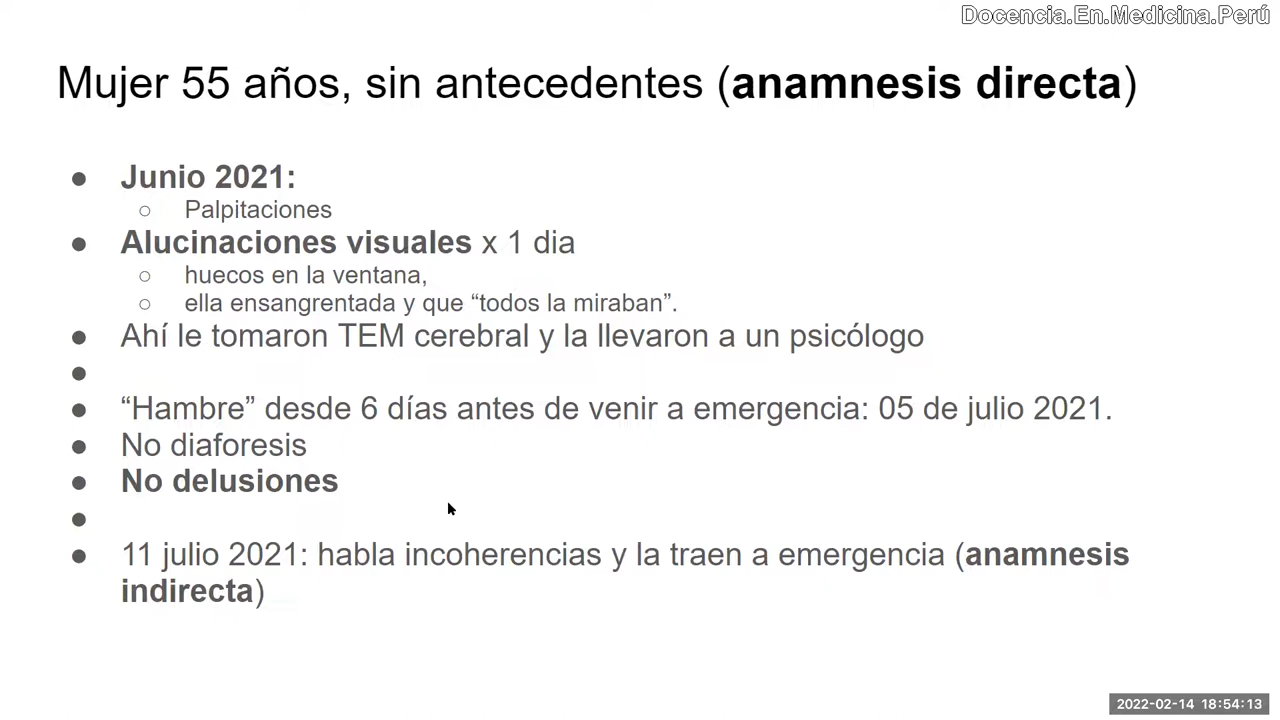 Docencia.En.Medicina.Perú
Mujer 55 años, sin antecedentes (anamnesis directa)
● Junio 2021:
○ Palpitaciones
● Alucinaciones visuales x 1 dia
○ huecos en la ventana,
○ ella ensangrentada y que “todos la miraban”.
● Ahí le tomaron TEM cerebral y la llevaron a un psicólogo
●
● “Hambre” desde 6 días antes de venir a emergencia: 05 de julio 2021.
● No diaforesis
● No delusiones
●
● 11 julio 2021: habla incoherencias y la traen a emergencia (anamnesis
indirecta)
2022-02-14 18:54:13